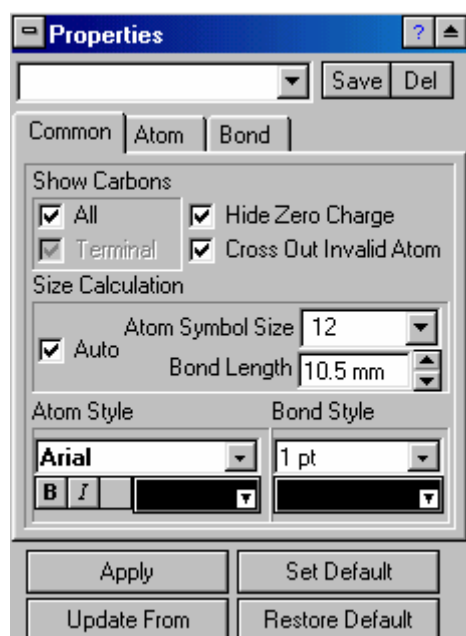 Properties ?
Save Del
Common Atom Bond
Show Carbons
All Hide Zero Charge
Terminal Cross Out Invalid Atom
Size Calculation
Atom Symbol Size 12
Auto
Bond Length 10.5 mm
Atom Style Bond Style
Arial 1 pt
B I
Apply Set Default
Update From Restore Default